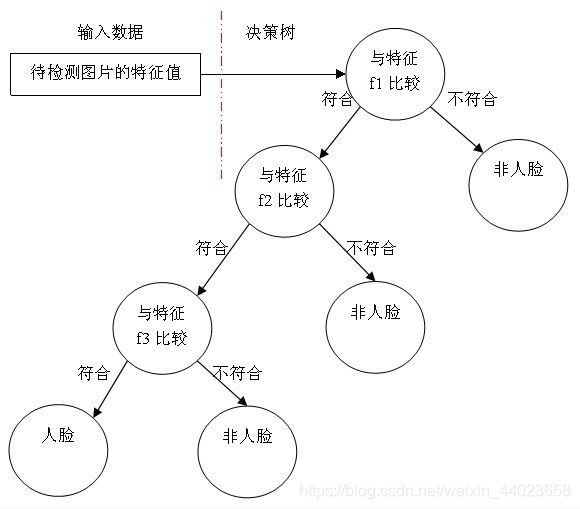 输入数据
决策树
待检测图片的特征值
与特征
f1 比较
符合
不符合
非人脸
与特征
f2 比较
符合
不符合
非人脸
与特征
f3 比较
符合
不符合
人脸
非人脸
https://blog.csdn.net/weixin_44023658